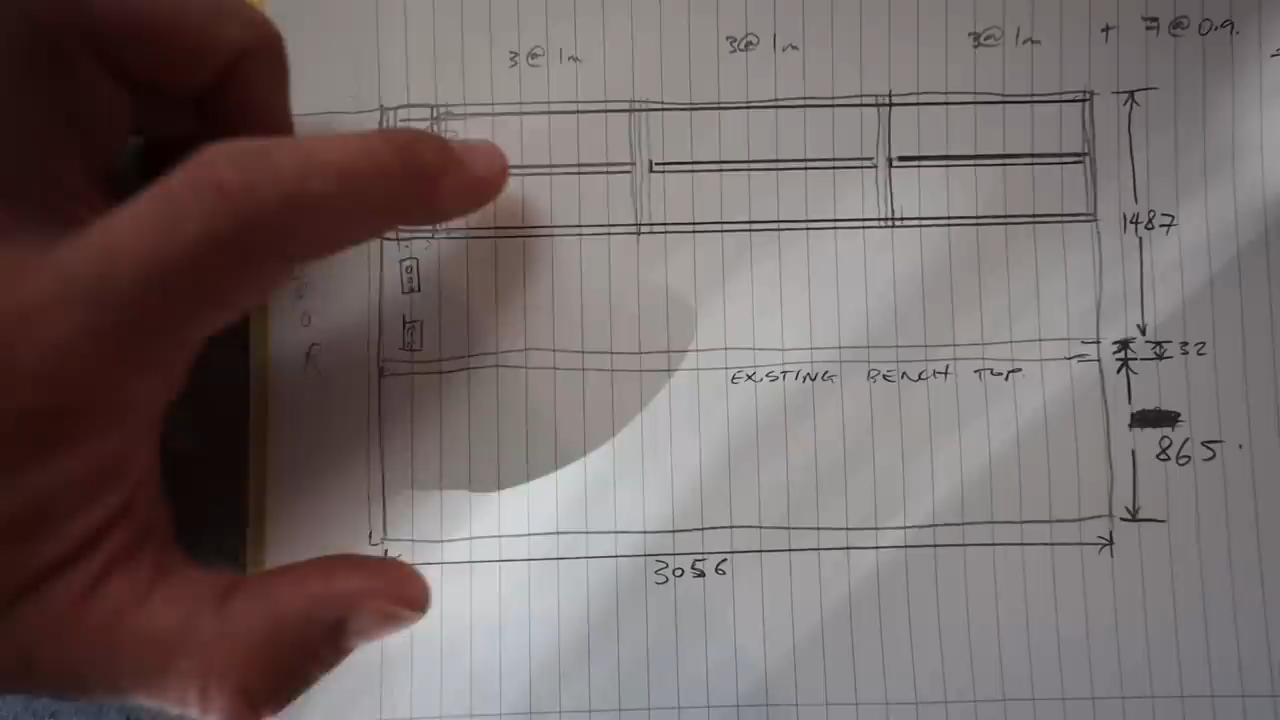 3@1m 3@1m 3@1m + 7@0.9.
1487
32
EXISTING BENCH TOP
865.
3056